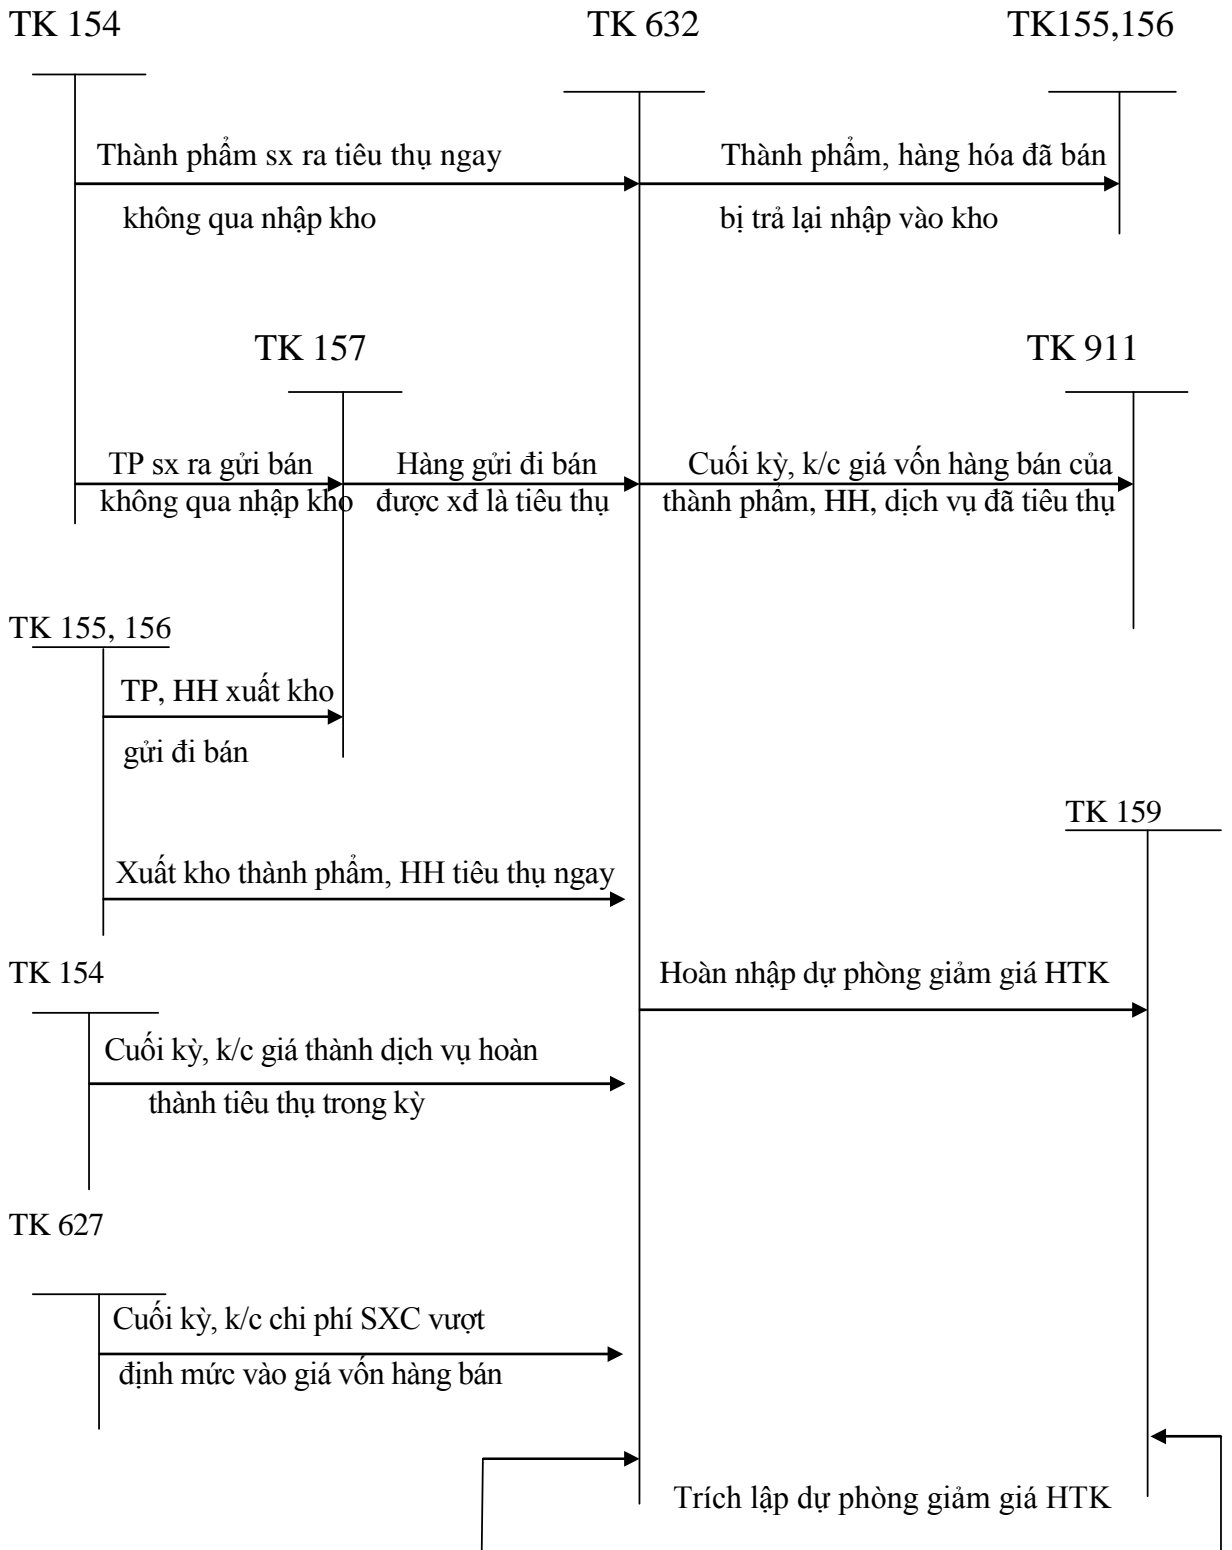 TK 154
TK 632
TK155,156
Thành phẩm sx ra tiêu thụ ngay
không qua nhập kho
Thành phẩm, hàng hóa đã bán
bị trả lại nhập vào kho
TK 157
TK 911
TP sx ra gửi bán
không qua nhập kho
Hàng gửi đi bán
được xđ là tiêu thụ
Cuối kỳ, k/c giá vốn hàng bán của
thành phẩm, HH, dịch vụ đã tiêu thụ
TK 155, 156
TP, HH xuất kho
gửi đi bán
TK 159
Xuất kho thành phẩm, HH tiêu thụ ngay
TK 154
Hoàn nhập dự phòng giảm giá HTK
Cuối kỳ, k/c giá thành dịch vụ hoàn
thành tiêu thụ trong kỳ
TK 627
Cuối kỳ, k/c chi phí SXC vượt
định mức vào giá vốn hàng bán
Trích lập dự phòng giảm giá HTK